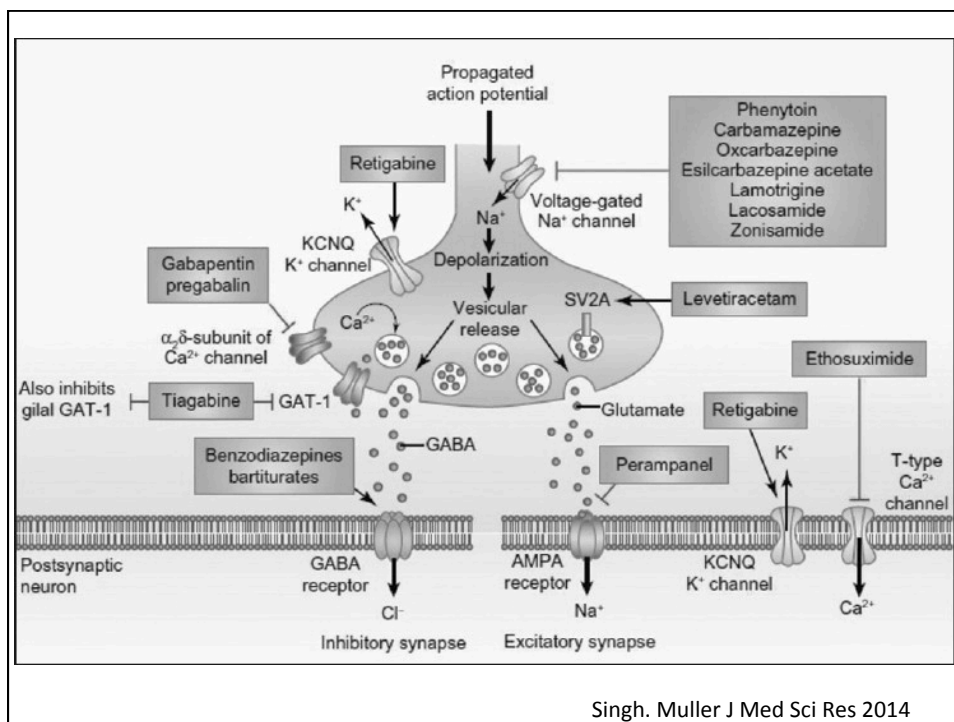 Propagated
action potential
Phenytoin
Carbamazepine
Oxcarbazepine
Esilcarbazepine acetate
Lamotrigine
Lacosamide
Zonisamide
Retigabine
K⁺
KCNQ
K⁺ channel
Na⁺
Voltage-gated
Na⁺ channel
Depolarization
Gabapentin
pregabalin
α₂δ-subunit of
Ca²⁺ channel
Ca²⁺
Vesicular
release
SV2A
Levetiracetam
Also inhibits
gilal GAT-1
Tiagabine
GAT-1
Glutamate
GABA
Ethosuximide
Retigabine
K⁺
T-type
Ca²⁺
channel
Benzodiazepines
bartiturates
Perampanel
Postsynaptic
neuron
GABA
receptor
Cl⁻
Inhibitory synapse
AMPA
receptor
Na⁺
Excitatory synapse
KCNQ
K⁺ channel
Ca²⁺
Singh. Muller J Med Sci Res 2014